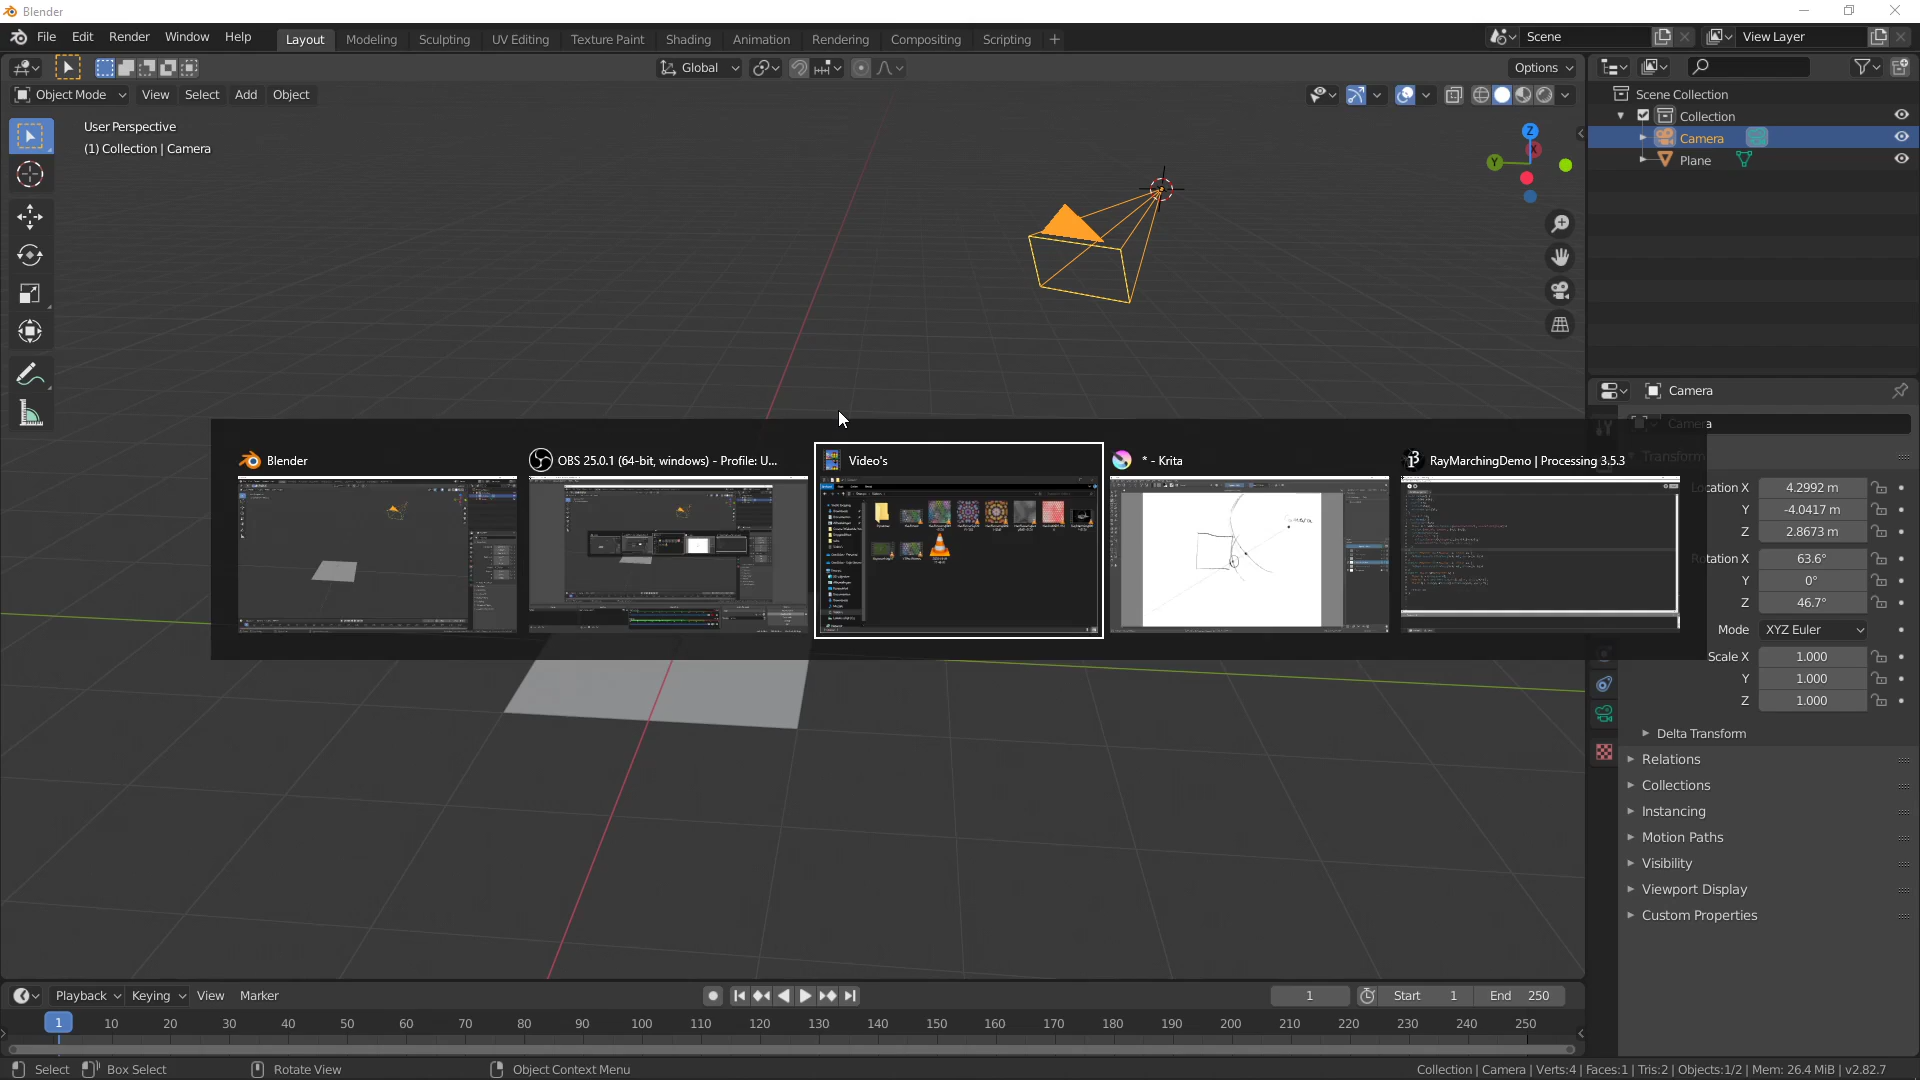 Blender
File Edit Render Window Help Layout Modeling Sculpting UV Editing Texture Paint Shading Animation Rendering Compositing Scripting + Scene View Layer
Global Options
Object Mode View Select Add Object
User Perspective
(1) Collection | Camera
Z
X
Y
Scene Collection
Collection
Camera
Plane
Camera
Camera
Transform
Blender
OBS 25.0.1 (64-bit, windows) - Profile: U...
Video's
* - Krita
RayMarchingDemo | Processing 3.5.3
Location X 4.2992 m
Y -4.0417 m
Z 2.8673 m
Rotation X 63.6°
Y 0°
Z 46.7°
Mode XYZ Euler
Scale X 1.000
Y 1.000
Z 1.000
Delta Transform
Relations
Collections
Instancing
Motion Paths
Visibility
Viewport Display
Custom Properties
Playback Keying View Marker 1 Start 1 End 250
1 10 20 30 40 50 60 70 80 90 100 110 120 130 140 150 160 170 180 190 200 210 220 230 240 250
Select Box Select Rotate View Object Context Menu Collection | Camera | Verts:4 | Faces:1 | Tris:2 | Objects:1/2 | Mem: 26.4 MiB | v2.82.7